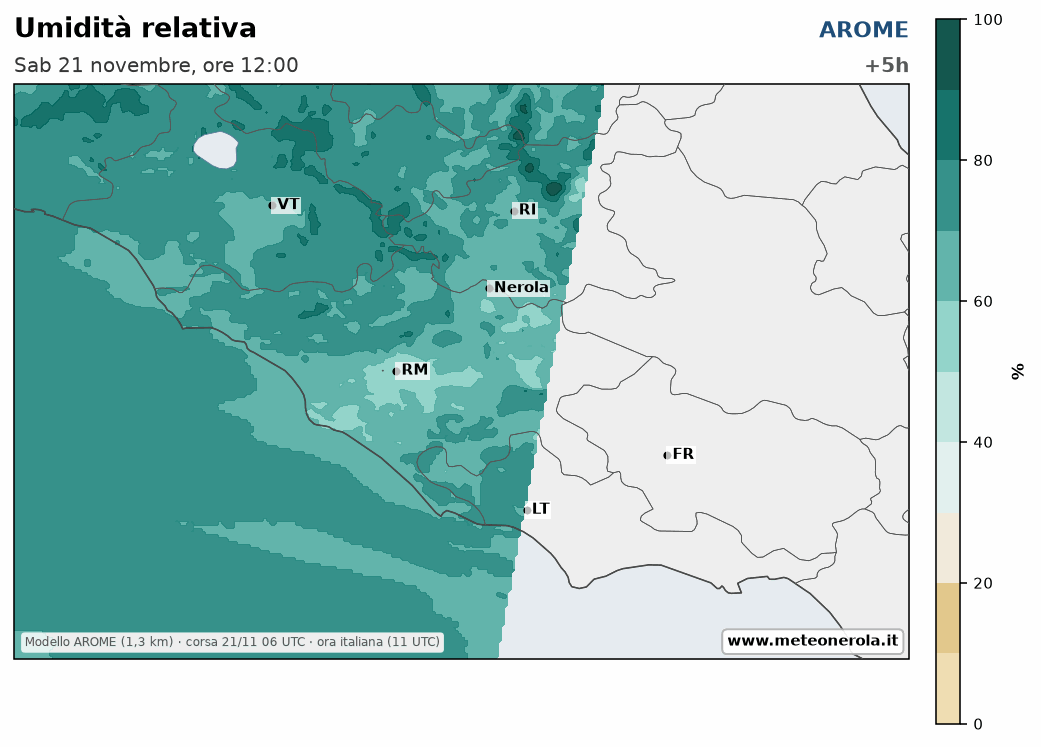 Umidità relativa
AROME
Sab 21 novembre, ore 12:00
+5h
100
80
60
40
20
0
%
VT
RI
Nerola
RM
FR
LT
Modello AROME (1,3 km) · corsa 21/11 06 UTC · ora italiana (11 UTC)
www.meteonerola.it